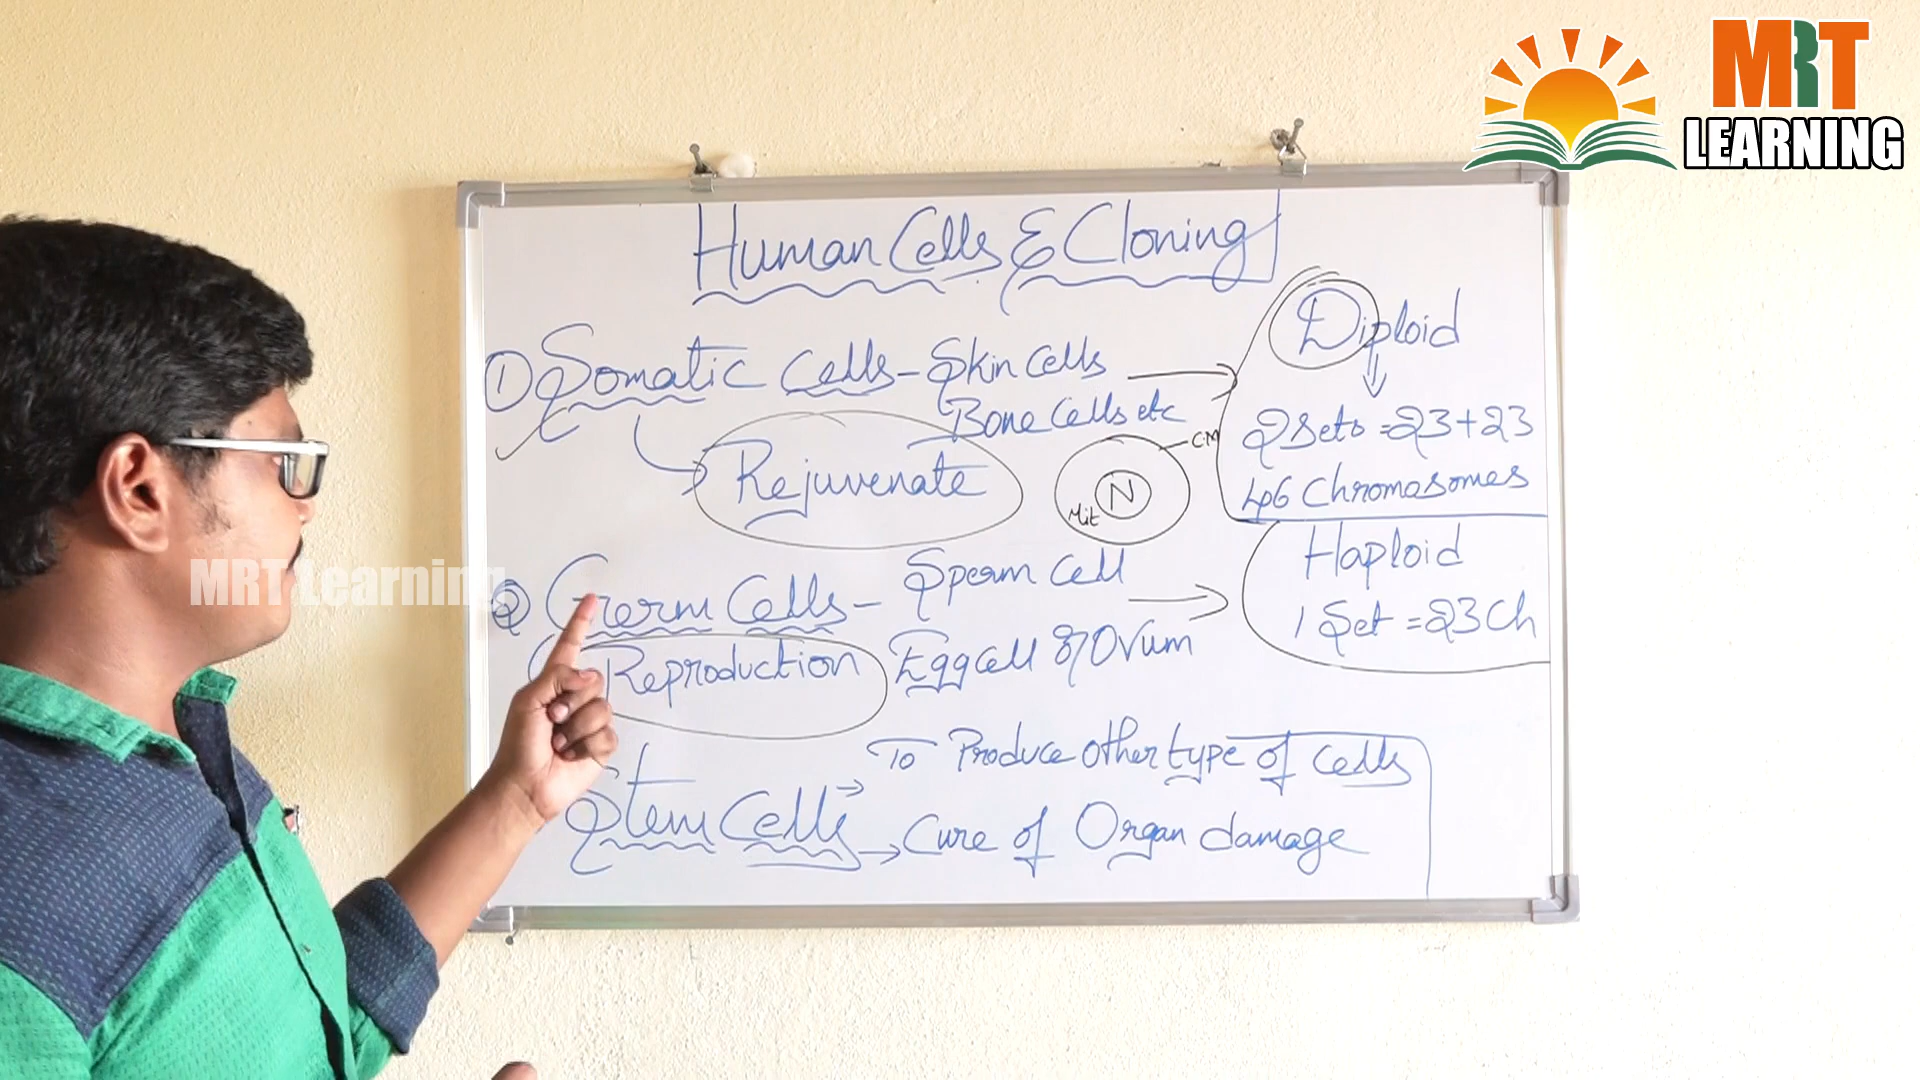 MRT
LEARNING
Human Cells & Cloning
① Somatic Cells - Skin Cells
Bone Cells etc
Rejuvenate
C.M
N
Mit
Diploid
2 Sets = 23+23
46 Chromosomes
② Germ Cells - Sperm Cell
Egg cell or Ovum
Reproduction
Haploid
1 Set = 23 Ch
Stem Cells → To Produce other type of cells
→ Cure of Organ damage
MRT Learning